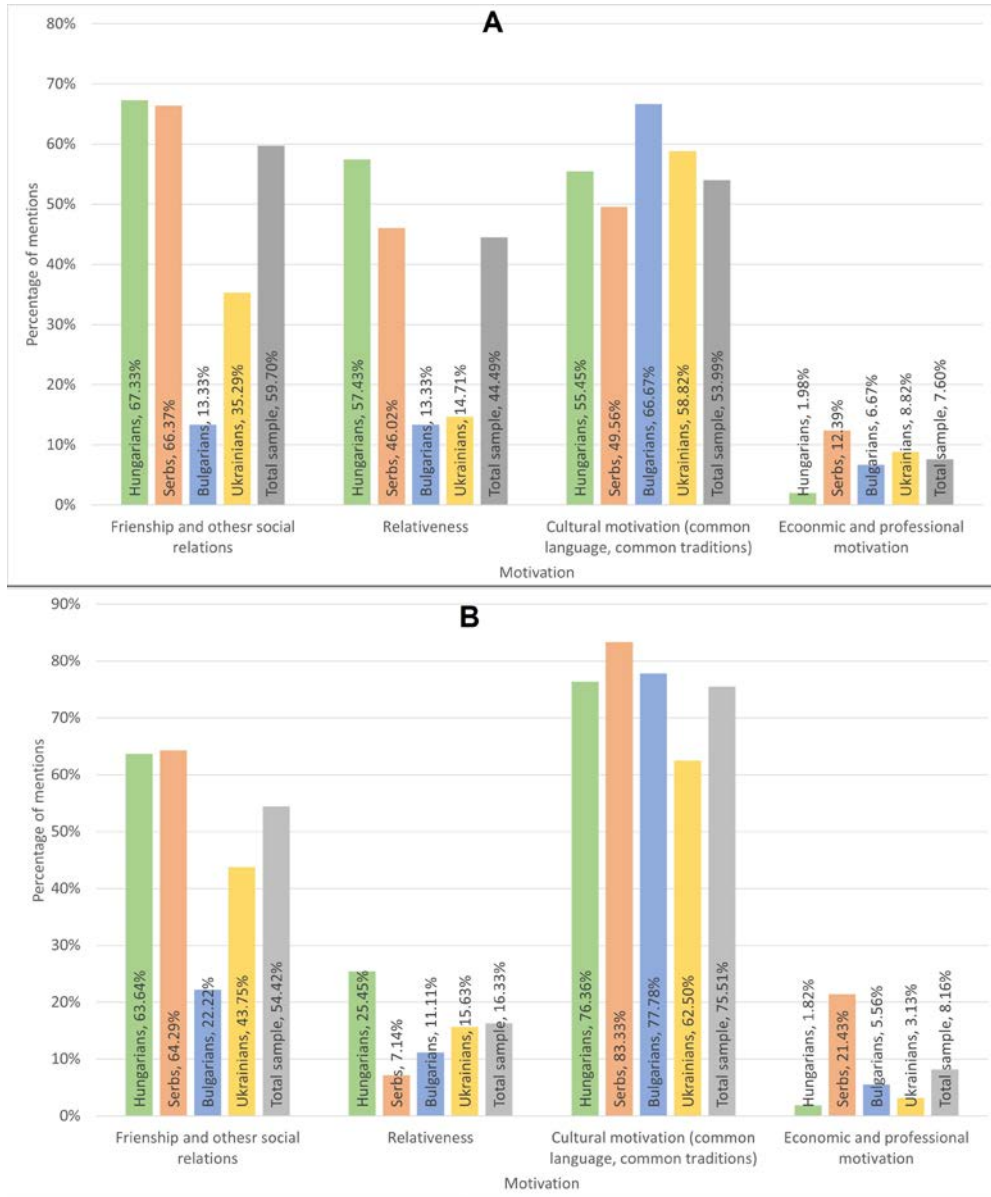 A
80%
70%
60%
50%
40%
30%
20%
10%
0%
Percentage of mentions
Hungarians, 67.33%
Serbs, 66.37%
Bulgarians, 13.33%
Ukrainians, 35.29%
Total sample, 59.70%
Hungarians, 57.43%
Serbs, 46.02%
Bulgarians, 13.33%
Ukrainians, 14.71%
Total sample, 44.49%
Hungarians, 55.45%
Serbs, 49.56%
Bulgarians, 66.67%
Ukrainians, 58.82%
Total sample, 53.99%
Hungarians, 1.98%
Serbs, 12.39%
Bulgarians, 6.67%
Ukrainians, 8.82%
Total sample, 7.60%
Frienship and othesr social
relations
Relativeness
Cultural motivation (common
language, common traditions)
Ecoonmic and professional
motivation
Motivation
B
90%
80%
70%
60%
50%
40%
30%
20%
10%
0%
Percentage of mentions
Hungarians, 63.64%
Serbs, 64.29%
Bulgarians, 22.22%
Ukrainians, 43.75%
Total sample, 54.42%
Hungarians, 25.45%
Serbs, 7.14%
Bulgarians, 11.11%
Ukrainians, 15.63%
Total sample, 16.33%
Hungarians, 76.36%
Serbs, 83.33%
Bulgarians, 77.78%
Ukrainians, 62.50%
Total sample, 75.51%
Hungarians, 1.82%
Serbs, 21.43%
Bulgarians, 5.56%
Ukrainians, 3.13%
Total sample, 8.16%
Frienship and othesr social
relations
Relativeness
Cultural motivation (common
language, common traditions)
Economic and professional
motivation
Motivation